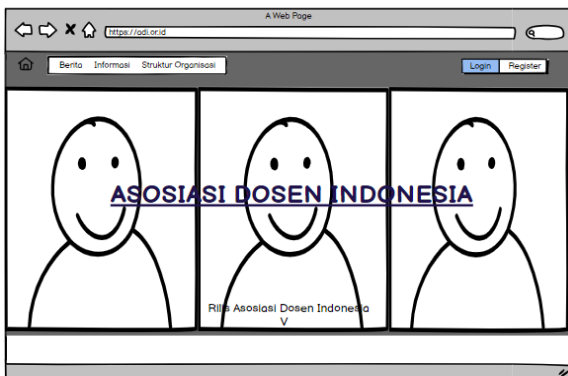 A Web Page
https://adi.or.id
Berita Informasi Struktur Organisasi
Login Register
ASOSIASI DOSEN INDONESIA
Rilis Asosiasi Dosen Indonesia
V